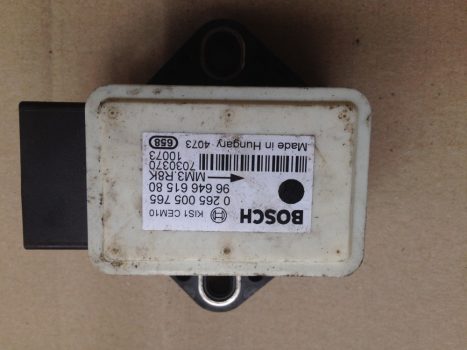 BOSCH
KIS1 CEM10
0 265 005 765
96 646 615 80
MM3.R8K
7030370
10073
658
Made in Hungary 4073